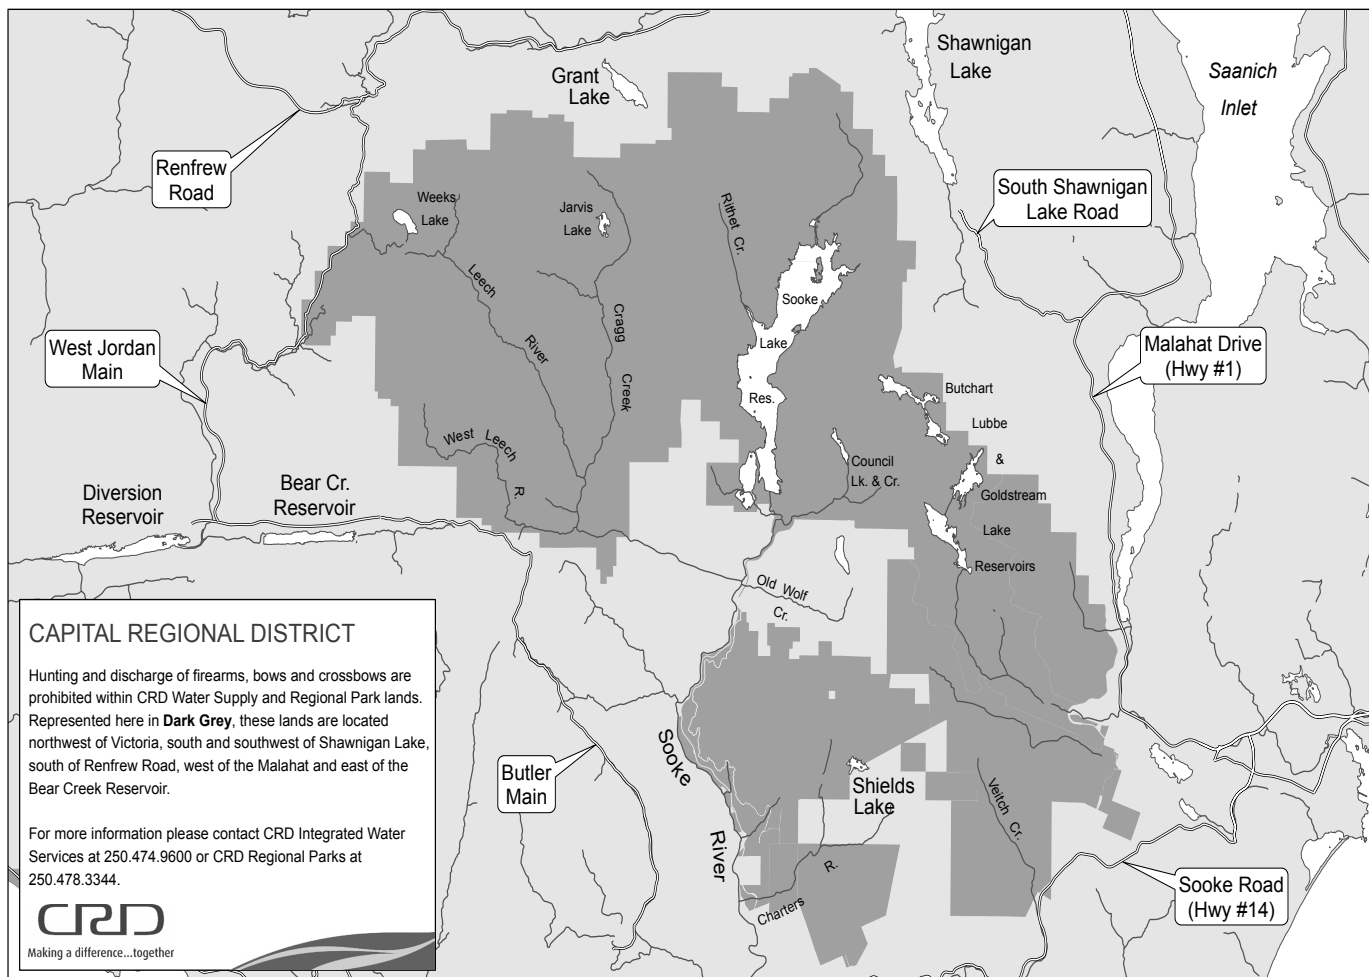 Shawnigan
Lake
Saanich
Inlet
Grant
Lake
Renfrew
Road
Weeks
Lake
Jarvis
Lake
Rithet Cr.
South Shawnigan
Lake Road
Leech
River
Cragg
Creek
Sooke
Lake
Res.
West Jordan
Main
Malahat Drive
(Hwy #1)
Butchart
Lubbe
&
Goldstream
Lake
Reservoirs
West Leech
R.
Council
Lk. & Cr.
Diversion
Reservoir
Bear Cr.
Reservoir
Old Wolf
Cr.
Sooke
River
Butler
Main
Shields
Lake
Veitch Cr.
Charters
R.
Sooke Road
(Hwy #14)
CAPITAL REGIONAL DISTRICT
Hunting and discharge of firearms, bows and crossbows are
prohibited within CRD Water Supply and Regional Park lands.
Represented here in Dark Grey, these lands are located
northwest of Victoria, south and southwest of Shawnigan Lake,
south of Renfrew Road, west of the Malahat and east of the
Bear Creek Reservoir.
For more information please contact CRD Integrated Water
Services at 250.474.9600 or CRD Regional Parks at
250.478.3344.
CRD
Making a difference...together